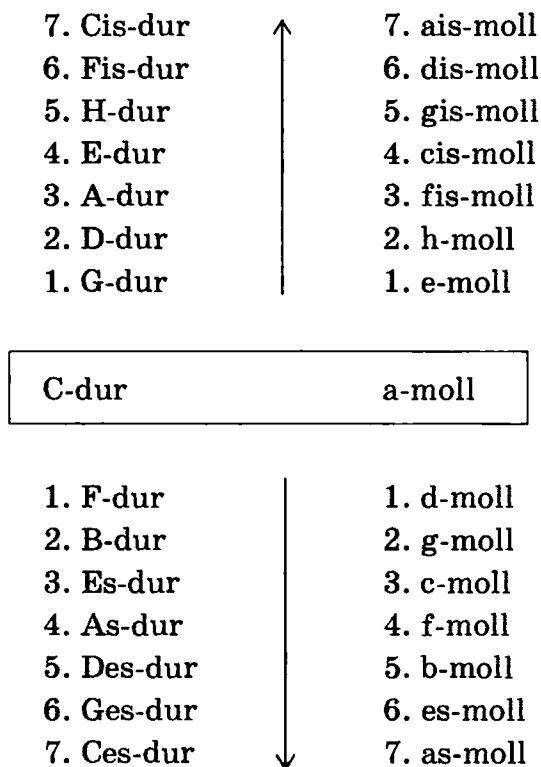 7. Cis-dur 7. ais-moll
6. Fis-dur 6. dis-moll
5. H-dur 5. gis-moll
4. E-dur 4. cis-moll
3. A-dur 3. fis-moll
2. D-dur 2. h-moll
1. G-dur 1. e-moll
C-dur a-moll
1. F-dur 1. d-moll
2. B-dur 2. g-moll
3. Es-dur 3. c-moll
4. As-dur 4. f-moll
5. Des-dur 5. b-moll
6. Ges-dur 6. es-moll
7. Ces-dur 7. as-moll